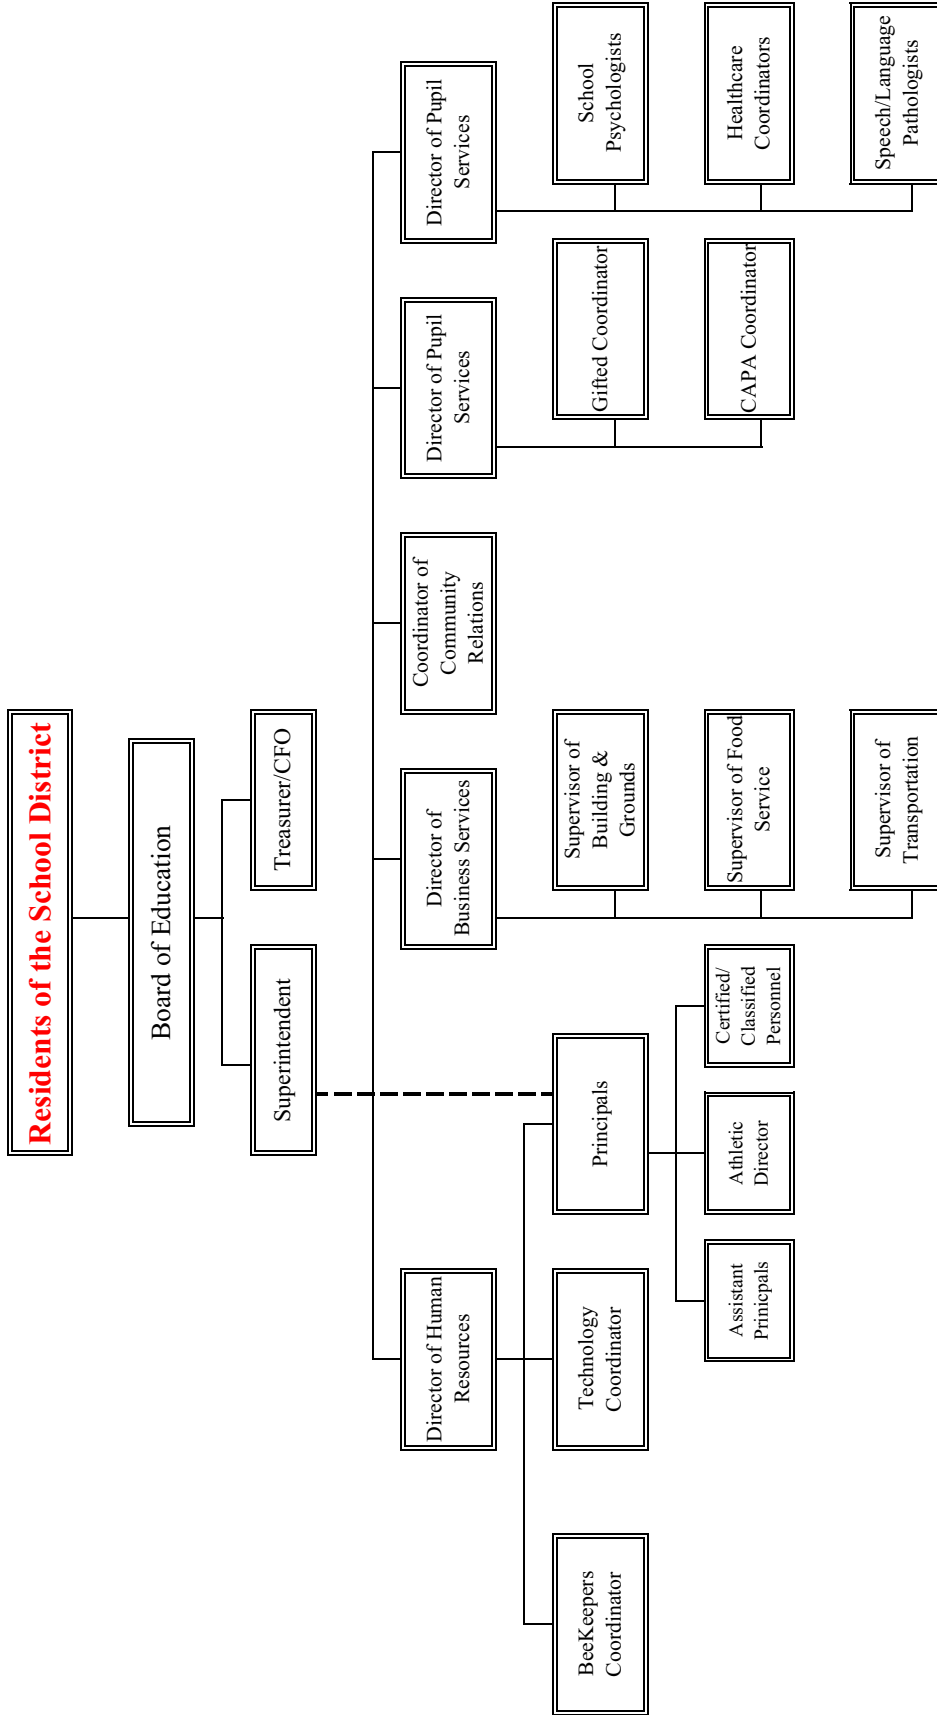 Residents of the School District
Board of Education
Superintendent
Treasurer/CFO
Director of Human
Resources
Director of
Business Services
Coordinator of
Community
Relations
Director of Pupil
Services
Director of Pupil
Services
BeeKeepers
Coordinator
Technology
Coordinator
Principals
Supervisor of
Building &
Grounds
Gifted Coordinator
School
Psychologists
Assistant
Prinicpals
Athletic
Director
Certified/
Classified
Personnel
Supervisor of Food
Service
CAPA Coordinator
Healthcare
Coordinators
Supervisor of
Transportation
Speech/Language
Pathologists